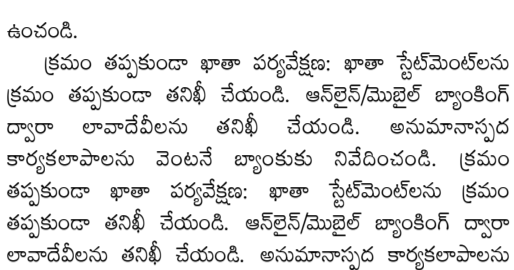 ఉంచండి.
క్రమం తప్పకుండా ఖాతా పర్యవేక్షణ: ఖాతా స్టేట్‌మెంట్‌లను
క్రమం తప్పకుండా తనిఖీ చేయండి. ఆన్‌లైన్/మొబైల్ బ్యాంకింగ్
ద్వారా లావాదేవీలను తనిఖీ చేయండి. అనుమానాస్పద
కార్యకలాపాలను వెంటనే బ్యాంకుకు నివేదించండి. క్రమం
తప్పకుండా ఖాతా పర్యవేక్షణ: ఖాతా స్టేట్‌మెంట్‌లను క్రమం
తప్పకుండా తనిఖీ చేయండి. ఆన్‌లైన్/మొబైల్ బ్యాంకింగ్ ద్వారా
లావాదేవీలను తనిఖీ చేయండి. అనుమానాస్పద కార్యకలాపాలను